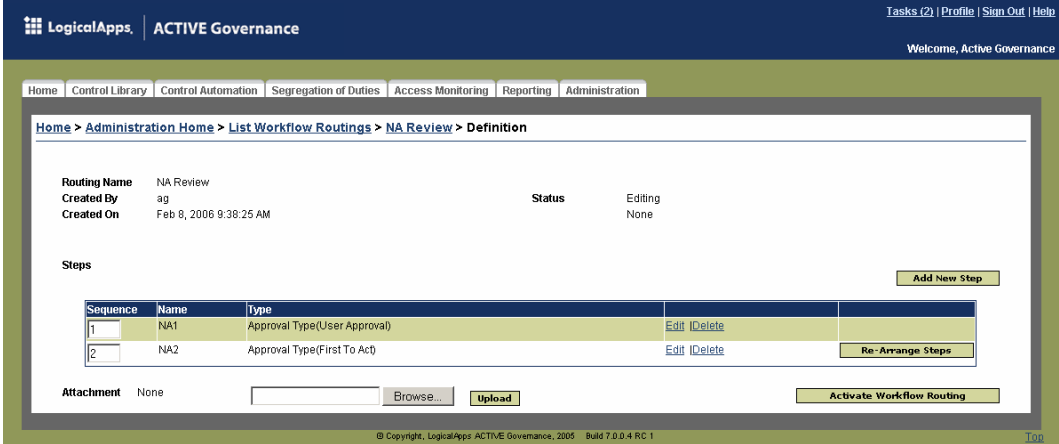 Tasks (2) | Profile | Sign Out | Help
LogicalApps. ACTIVE Governance
Welcome, Active Governance
Home Control Library Control Automation Segregation of Duties Access Monitoring Reporting Administration
Home > Administration Home > List Workflow Routings > NA Review > Definition
Routing Name NA Review
Created By ag Status Editing
Created On Feb 8, 2006 9:38:25 AM None
Steps
Add New Step
Sequence Name Type
1 NA1 Approval Type(User Approval) Edit |Delete
2 NA2 Approval Type(First To Act) Edit |Delete Re-Arrange Steps
Attachment None Browse... Upload Activate Workflow Routing
© Copyright, LogicalApps ACTIVE Governance, 2005 Build 7.0.0.4 RC 1
Top